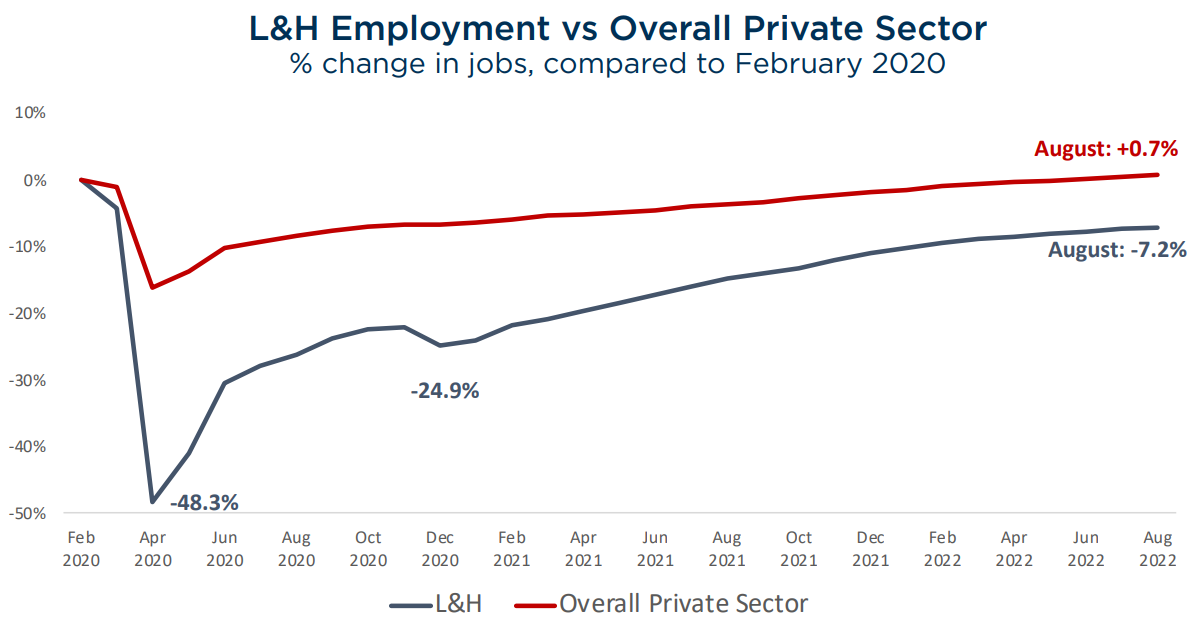 L&H Employment vs Overall Private Sector
% change in jobs, compared to February 2020
10%
0%
-10%
-20%
-30%
-40%
-50%
August: +0.7%
August: -7.2%
-24.9%
-48.3%
Feb Apr Jun Aug Oct Dec Feb Apr Jun Aug Oct Dec Feb Apr Jun Aug
2020 2020 2020 2020 2020 2020 2021 2021 2021 2021 2021 2021 2022 2022 2022 2022
L&H Overall Private Sector